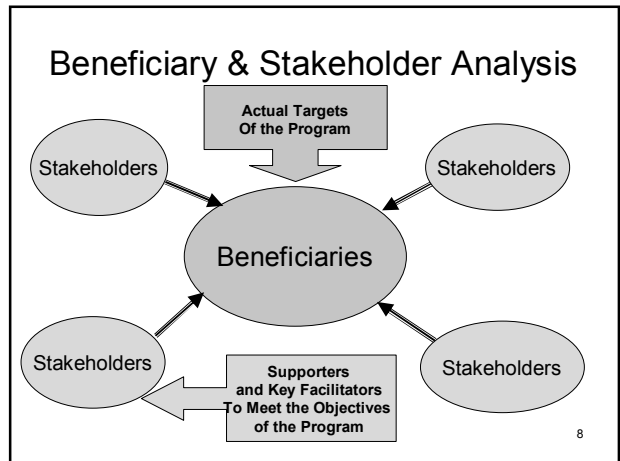 Beneficiary & Stakeholder Analysis
Actual Targets
Of the Program
Stakeholders
Stakeholders
Beneficiaries
Stakeholders
Supporters
and Key Facilitators
To Meet the Objectives
of the Program
Stakeholders
8